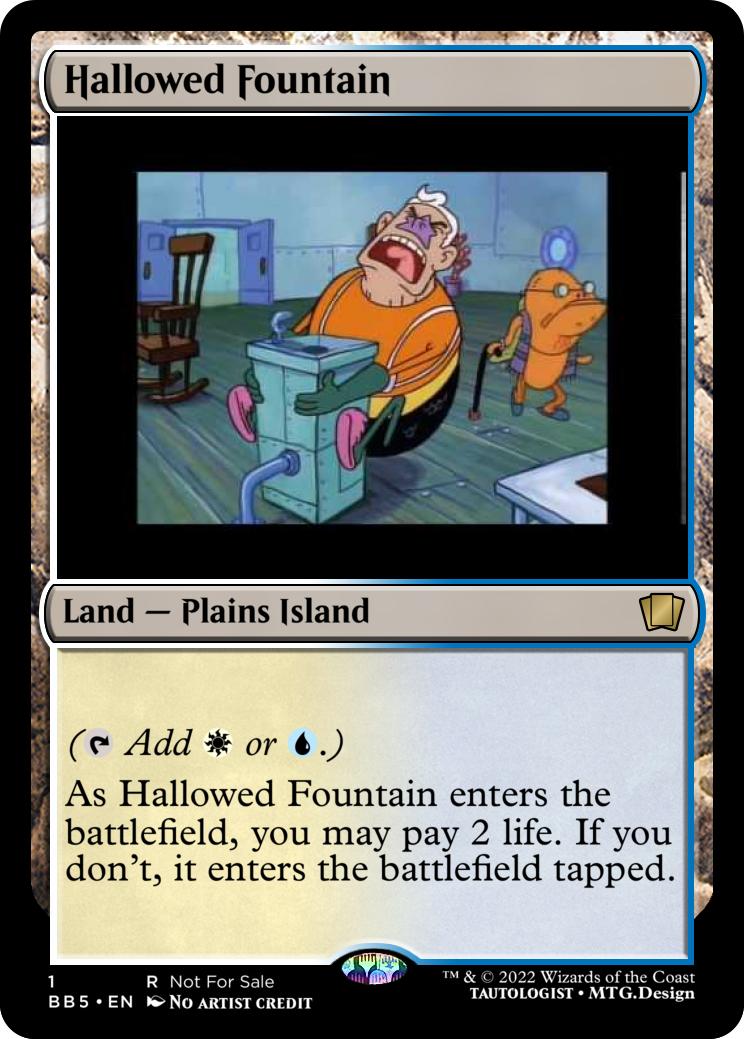 Hallowed Fountain
Land — Plains Island
( Add or .)
As Hallowed Fountain enters the
battlefield, you may pay 2 life. If you
don't, it enters the battlefield tapped.
1 R Not For Sale
BB5 • EN No artist credit
™ & © 2022 Wizards of the Coast
TAUTOLOGIST • MTG.Design